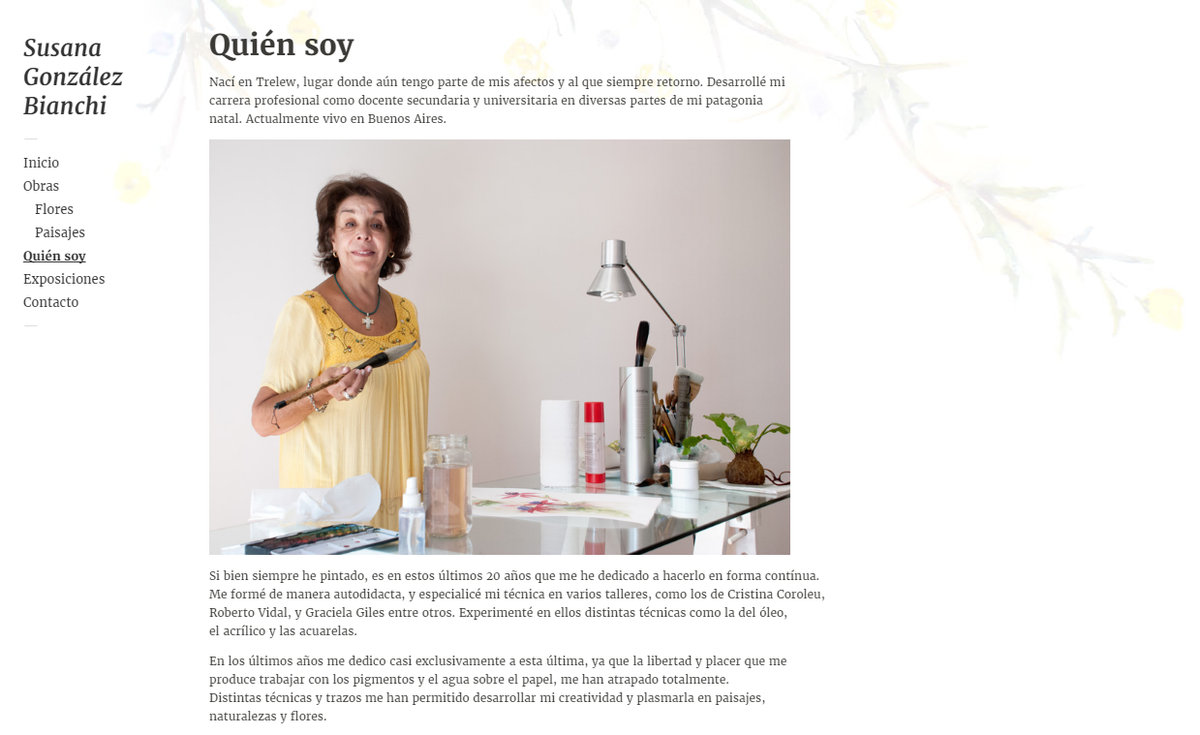 Susana
González
Bianchi
Inicio
Obras
Flores
Paisajes
Quién soy
Exposiciones
Contacto
Quién soy
Nací en Trelew, lugar donde aún tengo parte de mis afectos y al que siempre retorno. Desarrollé mi
carrera profesional como docente secundaria y universitaria en diversas partes de mi patagonia
natal. Actualmente vivo en Buenos Aires.
Si bien siempre he pintado, es en estos últimos 20 años que me he dedicado a hacerlo en forma contínua.
Me formé de manera autodidacta, y especialicé mi técnica en varios talleres, como los de Cristina Coroleu,
Roberto Vidal, y Graciela Giles entre otros. Experimenté en ellos distintas técnicas como la del óleo,
el acrílico y las acuarelas.
En los últimos años me dedico casi exclusivamente a esta última, ya que la libertad y placer que me
produce trabajar con los pigmentos y el agua sobre el papel, me han atrapado totalmente.
Distintas técnicas y trazos me han permitido desarrollar mi creatividad y plasmarla en paisajes,
naturalezas y flores.